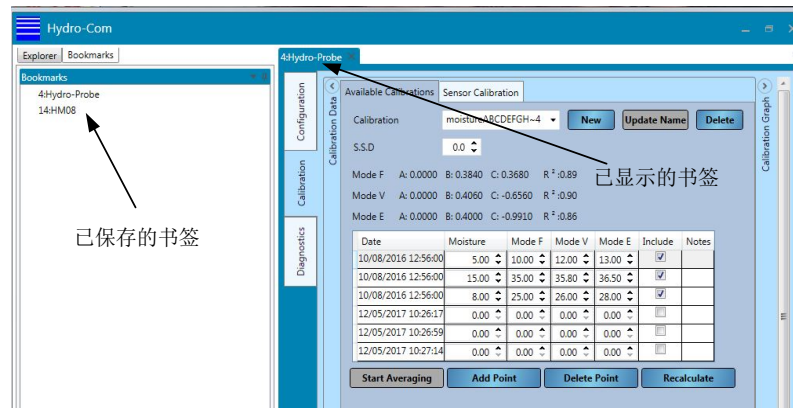 Hydro-Com
Explorer Bookmarks
Bookmarks
4:Hydro-Probe
14:HM08
已保存的书签
4:Hydro-Probe
Configuration
Calibration
Diagnostics
Calibration Data
Available Calibrations Sensor Calibration
Calibration moistureABCDEFGH~4 New Update Name Delete
S.S.D 0.0
Mode F A: 0.0000 B: 0.3840 C: 0.3680 R²:0.89
Mode V A: 0.0000 B: 0.4060 C: -0.6560 R²:0.90
Mode E A: 0.0000 B: 0.4000 C: -0.9910 R²:0.86
已显示的书签
Date Moisture Mode F Mode V Mode E Include Notes
10/08/2016 12:56:00 5.00 10.00 12.00 13.00
10/08/2016 12:56:00 15.00 35.00 35.80 36.50
10/08/2016 12:56:00 8.00 25.00 26.00 28.00
12/05/2017 10:26:17 0.00 0.00 0.00 0.00
12/05/2017 10:26:59 0.00 0.00 0.00 0.00
12/05/2017 10:27:14 0.00 0.00 0.00 0.00
Start Averaging Add Point Delete Point Recalculate
Calibration Graph